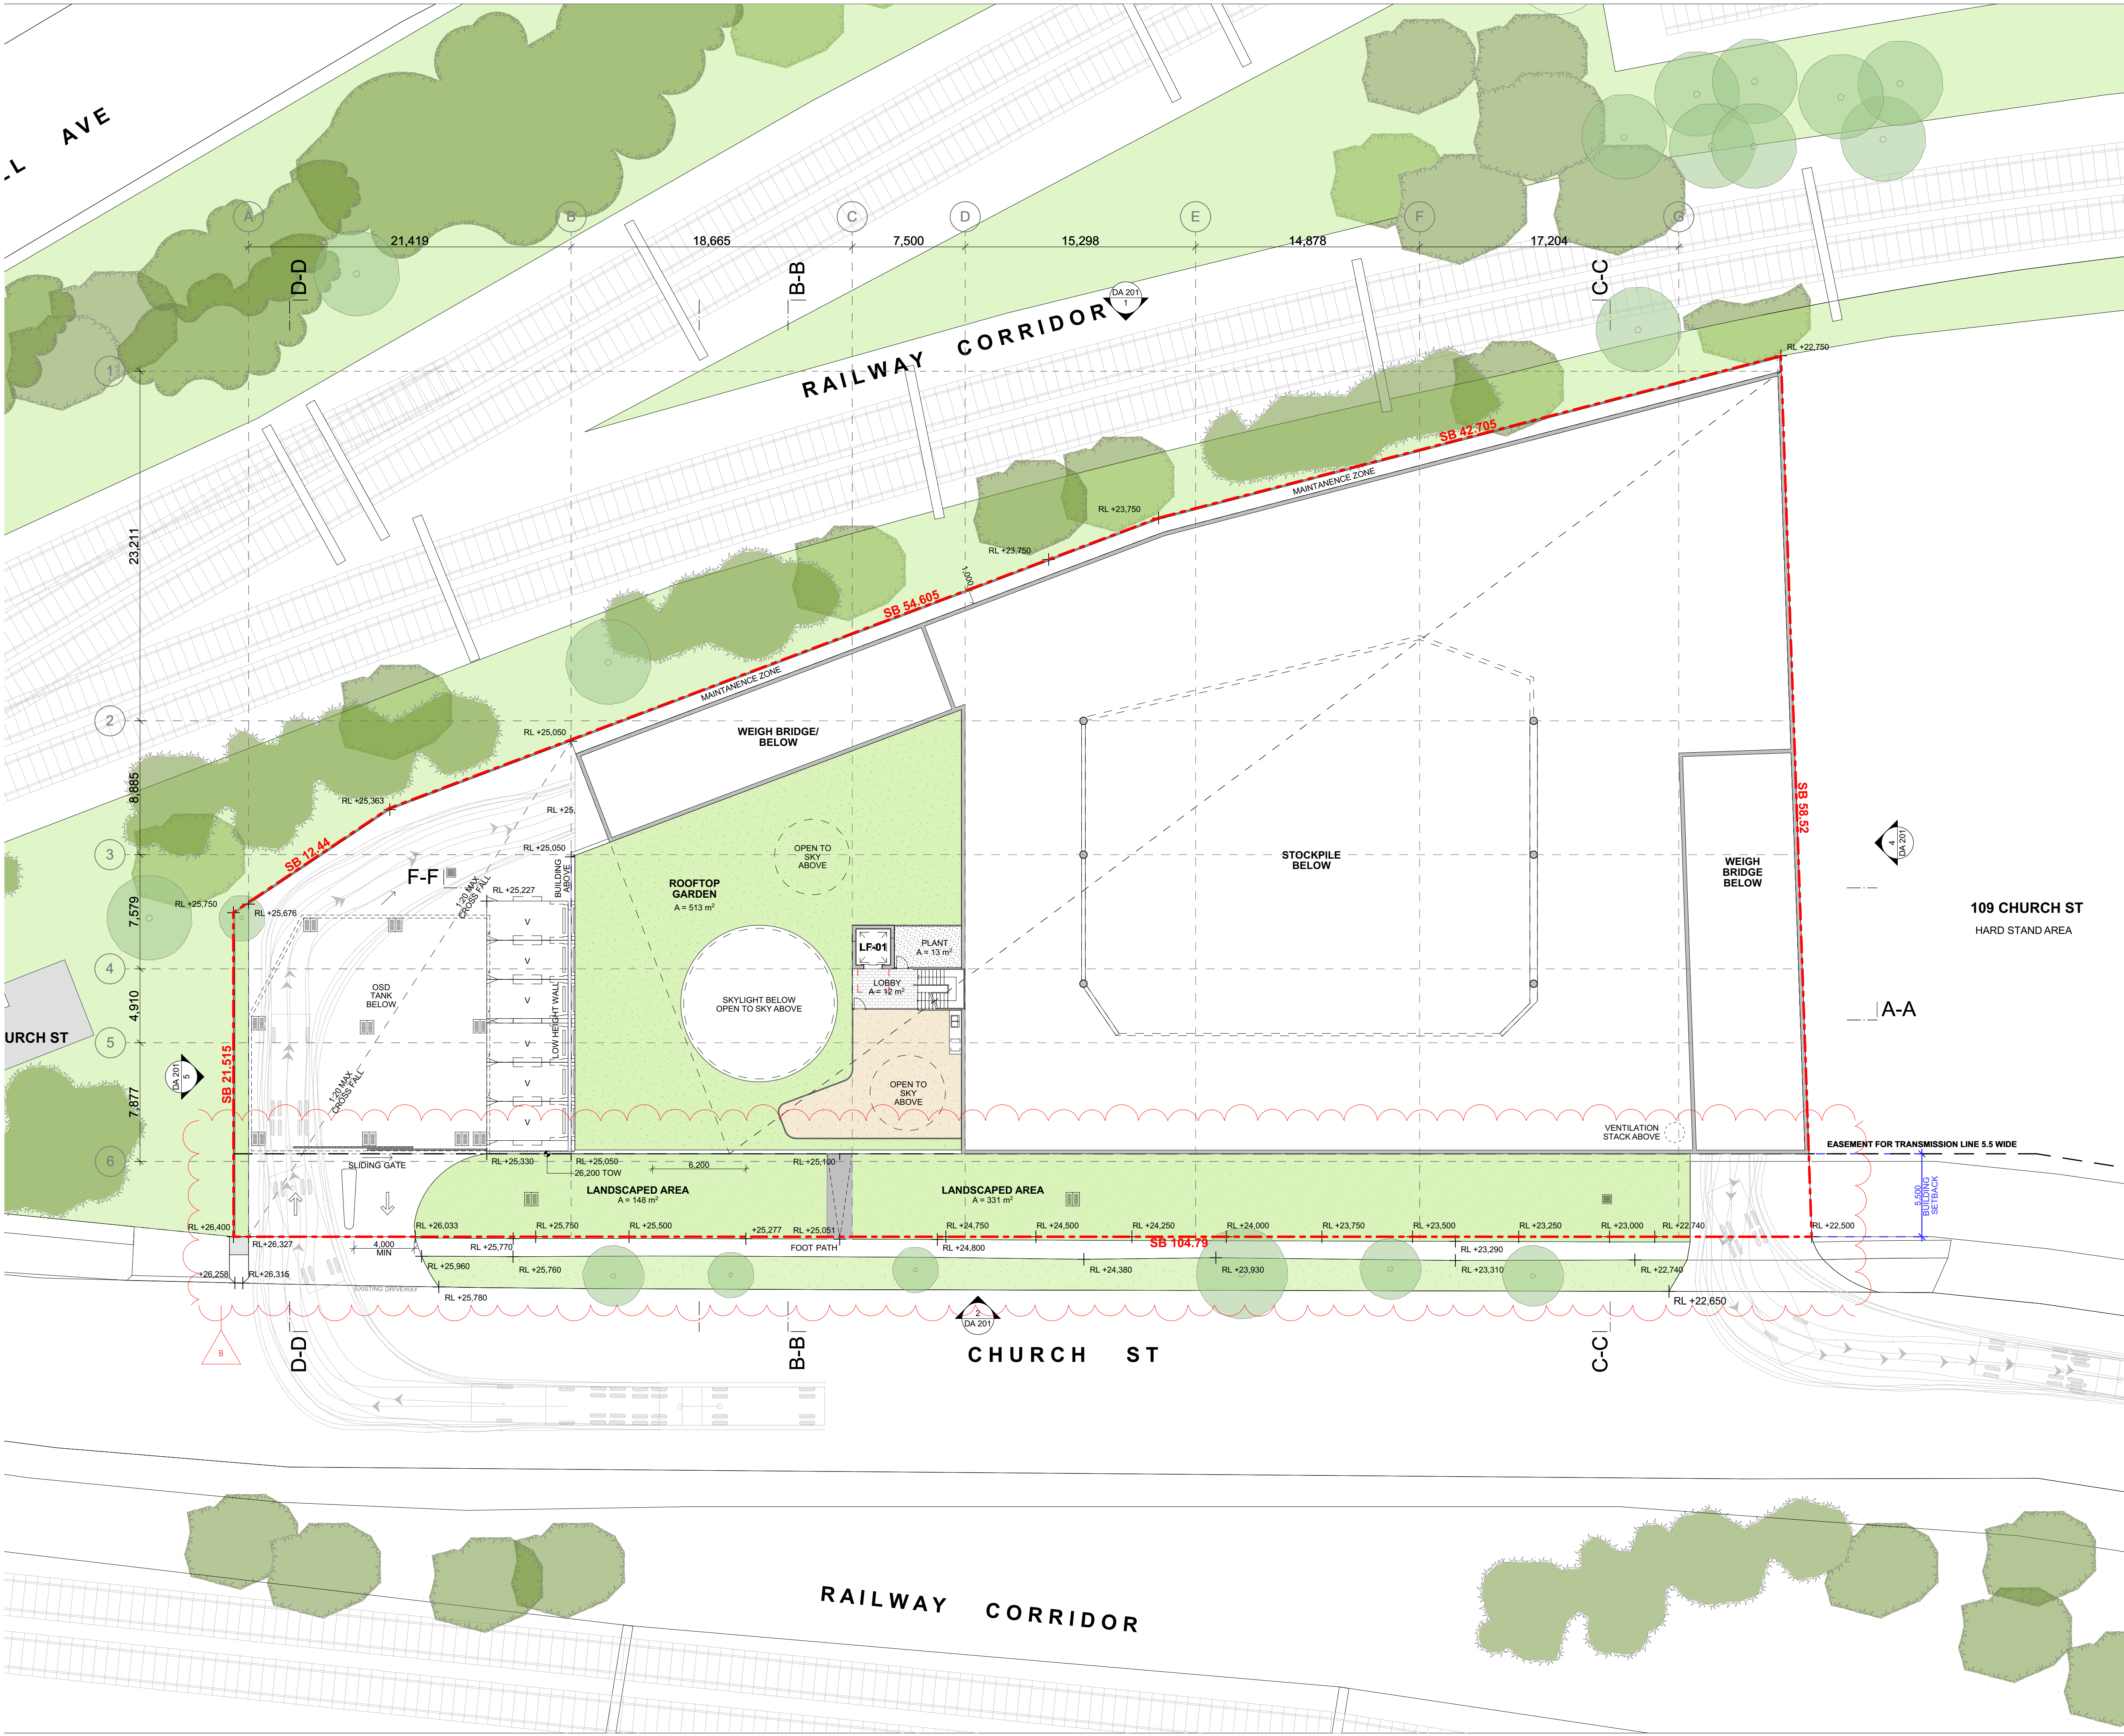 -L AVE
A
B
C
D
E
F
G
21,419
18,665
7,500
15,298
14,878
17,204
D-D
B-B
C-C
DA 201
1
RAILWAY CORRIDOR
1
RL +22,750
SB 42.705
MAINTANENCE ZONE
RL +23,750
RL +23,750
23,211
1,000
SB 54.605
MAINTANENCE ZONE
2
RL +25,050
WEIGH BRIDGE/
BELOW
8,885
RL +25,363
RL +25,
SB 12.44
3
RL +25,050
OPEN TO
SKY
ABOVE
STOCKPILE
BELOW
WEIGH
BRIDGE
BELOW
SB 58.52
4
DA 201
F-F
1:20 MAX
CROSS FALL
BUILDING
ABOVE
ROOFTOP
GARDEN
A = 513 m²
RL +25,227
7,579
RL +25,750
RL +25,676
109 CHURCH ST
HARD STAND AREA
V
V
V
V
V
V
LF-01
PLANT
A = 13 m²
4
LOBBY
A = 12 m²
OSD
TANK
BELOW
SKYLIGHT BELOW
OPEN TO SKY ABOVE
LOW HEIGHT WALL
4,910
A-A
URCH ST
5
DA 201
5
SB 21.515
1:20 MAX
CROSS FALL
7,877
OPEN TO
SKY
ABOVE
VENTILATION
STACK ABOVE
EASEMENT FOR TRANSMISSION LINE 5.5 WIDE
6
SLIDING GATE
RL +25,330
RL +25,050
26,200 TOW
6,200
RL +25,100
LANDSCAPED AREA
A = 148 m²
LANDSCAPED AREA
A = 331 m²
5,500
BUILDING
SETBACK
RL +26,400
RL +26,033
RL +25,750
RL +25,500
+25,277
RL +25,051
RL +24,750
RL +24,500
RL +24,250
RL +24,000
RL +23,750
RL +23,500
RL +23,250
RL +23,000
RL +22,740
RL +22,500
RL+26,327
4,000
MIN
RL +25,770
FOOT PATH
RL +24,800
SB 104.79
RL +23,290
RL +25,960
RL +25,760
RL +24,380
RL +23,930
RL +23,310
RL +22,740
+26,258
RL+26,315
EXISTING DRIVEWAY
RL +25,780
RL +22,650
B
D-D
B-B
2
DA 201
CHURCH ST
C-C
RAILWAY CORRIDOR